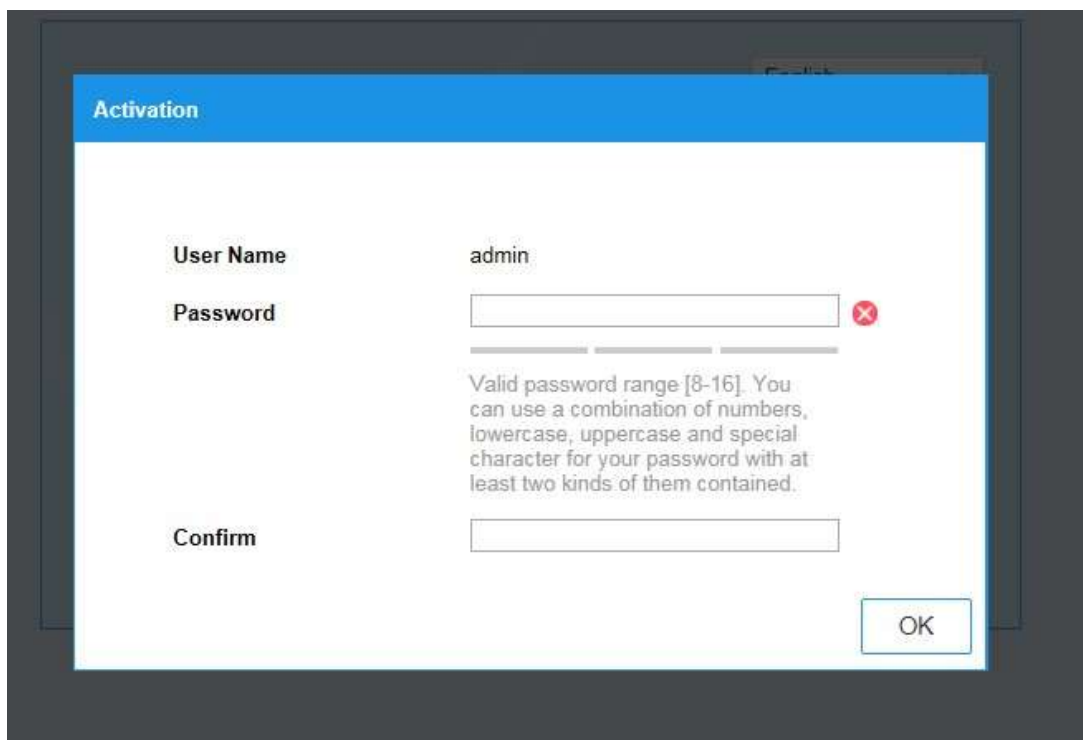 English
Activation
User Name admin
Password
Valid password range [8-16]. You
can use a combination of numbers,
lowercase, uppercase and special
character for your password with at
least two kinds of them contained.
Confirm
OK